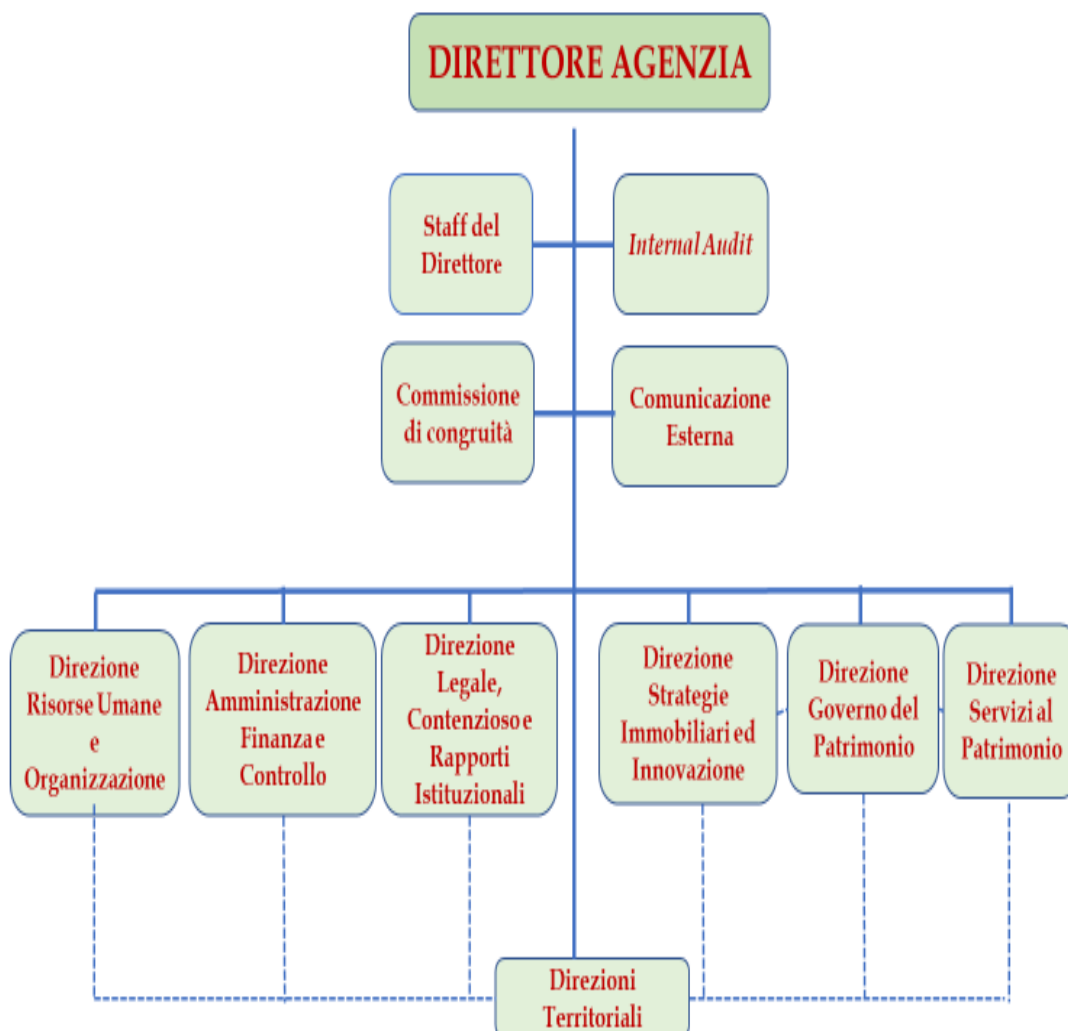 DIRETTORE AGENZIA
Staff del
Direttore
Internal Audit
Commissione
di congruità
Comunicazione
Esterna
Direzione
Risorse Umane
e
Organizzazione
Direzione
Amministrazione
Finanza e
Controllo
Direzione
Legale,
Contenzioso e
Rapporti
Istituzionali
Direzione
Strategie
Immobiliari ed
Innovazione
Direzione
Governo del
Patrimonio
Direzione
Servizi al
Patrimonio
Direzioni
Territoriali